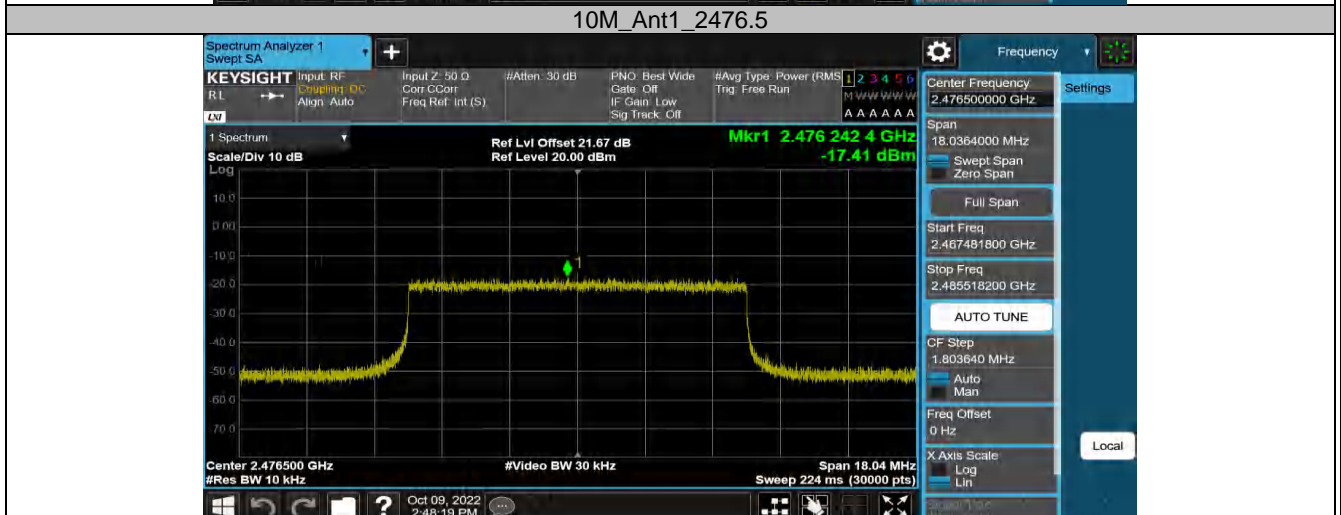 10M_Ant1_2476.5
Spectrum Analyzer 1
Swept SA
Frequency
KEYSIGHT
Input: RF
Input Z: 50 Ω
#Atten: 30 dB
PNO: Best Wide
#Avg Type: Power (RMS
1 2 3 4 5 6
RL
Coupling: DC
Corr CCorr
Gate: Off
Trig: Free Run
M W W W W W
Align: Auto
Freq Ref: Int (S)
IF Gain: Low
Sig Track: Off
A A A A A A
LXI
1 Spectrum
Ref Lvl Offset 21.67 dB
Mkr1 2.476 242 4 GHz
Scale/Div 10 dB
Ref Level 20.00 dBm
-17.41 dBm
Log
10.0
0.00
-10.0
1
-20.0
-30.0
-40.0
-50.0
-60.0
-70.0
Center 2.476500 GHz
#Video BW 30 kHz
Span 18.04 MHz
#Res BW 10 kHz
Sweep 224 ms (30000 pts)
Center Frequency
2.476500000 GHz
Settings
Span
18.0364000 MHz
Swept Span
Zero Span
Full Span
Start Freq
2.467481800 GHz
Stop Freq
2.485518200 GHz
AUTO TUNE
CF Step
1.803640 MHz
Auto
Man
Freq Offset
0 Hz
X Axis Scale
Log
Lin
Local
?
Oct 09, 2022
2:48:19 PM